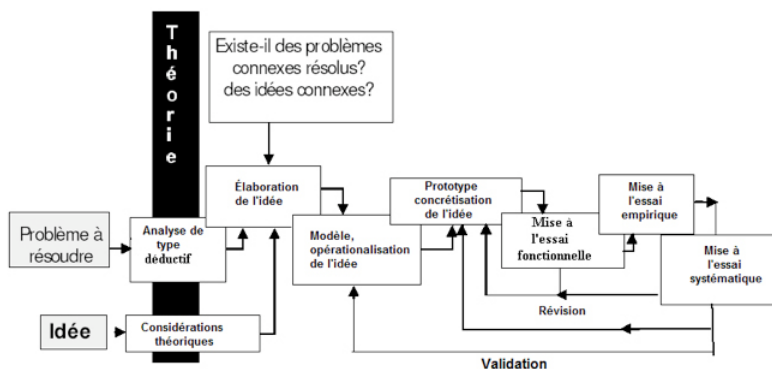 Théorie
Existe-il des problèmes
connexes résolus?
des idées connexes?
Élaboration
de l'idée
Prototype
concrétisation
de l'idée
Mise à
l'essai
empirique
Problème à
résoudre
Analyse de
type
déductif
Modèle,
opérationalisation
de l'idée
Mise à
l'essai
fonctionnelle
Mise à
l'essai
systématique
Révision
Idée
Considérations
théoriques
Validation